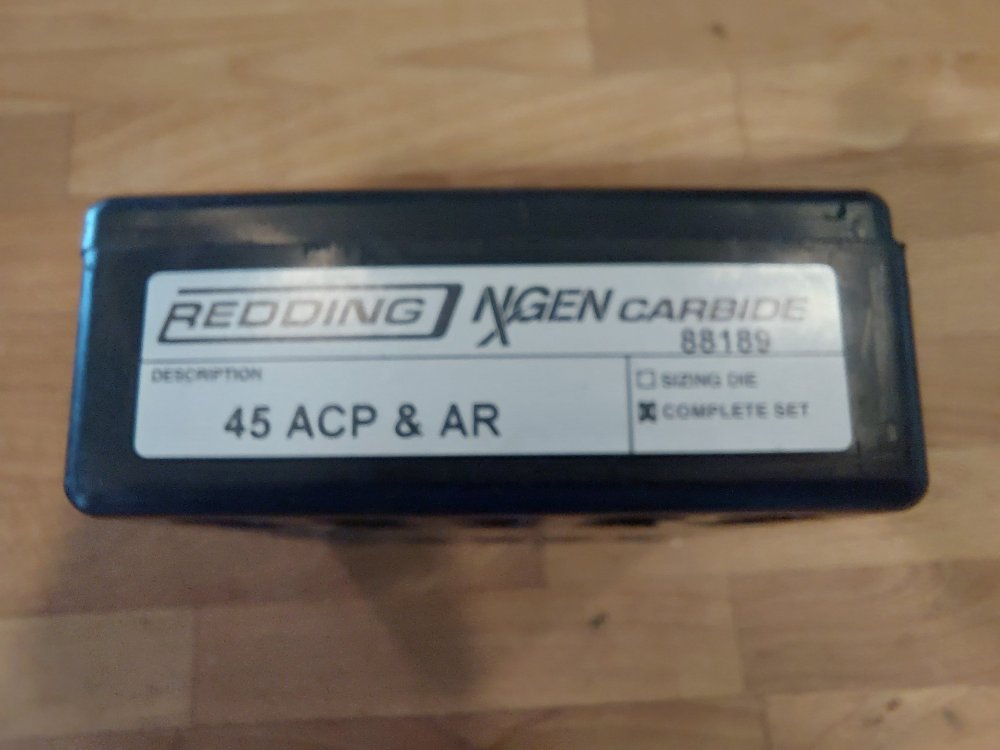 REDDING NXGEN CARBIDE
88189
DESCRIPTION
SIZING DIE
45 ACP & AR
COMPLETE SET